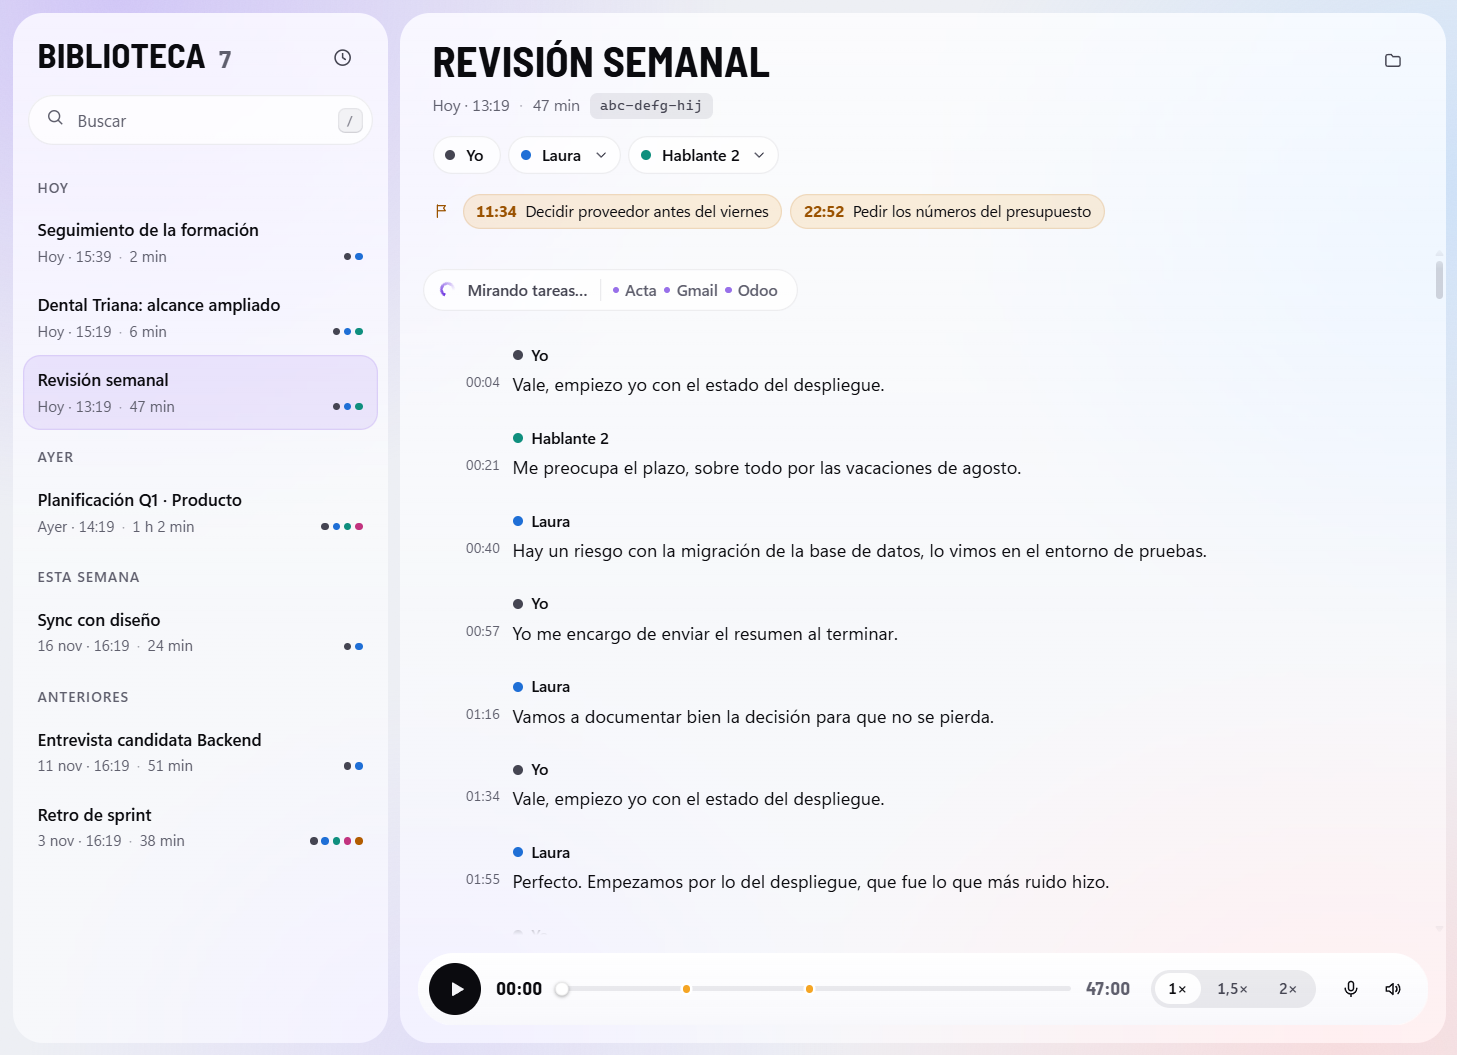 BIBLIOTECA 7
Buscar /
HOY
Seguimiento de la formación
Hoy · 15:39 · 2 min
Dental Triana: alcance ampliado
Hoy · 15:19 · 6 min
Revisión semanal
Hoy · 13:19 · 47 min
AYER
Planificación Q1 · Producto
Ayer · 14:19 · 1 h 2 min
ESTA SEMANA
Sync con diseño
16 nov · 16:19 · 24 min
ANTERIORES
Entrevista candidata Backend
11 nov · 16:19 · 51 min
Retro de sprint
3 nov · 16:19 · 38 min
REVISIÓN SEMANAL
Hoy · 13:19 · 47 min abc-defg-hij
Yo Laura Hablante 2
11:34 Decidir proveedor antes del viernes 22:52 Pedir los números del presupuesto
Mirando tareas... Acta Gmail Odoo
Yo
00:04 Vale, empiezo yo con el estado del despliegue.
Hablante 2
00:21 Me preocupa el plazo, sobre todo por las vacaciones de agosto.
Laura
00:40 Hay un riesgo con la migración de la base de datos, lo vimos en el entorno de pruebas.
Yo
00:57 Yo me encargo de enviar el resumen al terminar.
Laura
01:16 Vamos a documentar bien la decisión para que no se pierda.
Yo
01:34 Vale, empiezo yo con el estado del despliegue.
Laura
01:55 Perfecto. Empezamos por lo del despliegue, que fue lo que más ruido hizo.
00:00 47:00 1× 1,5× 2×